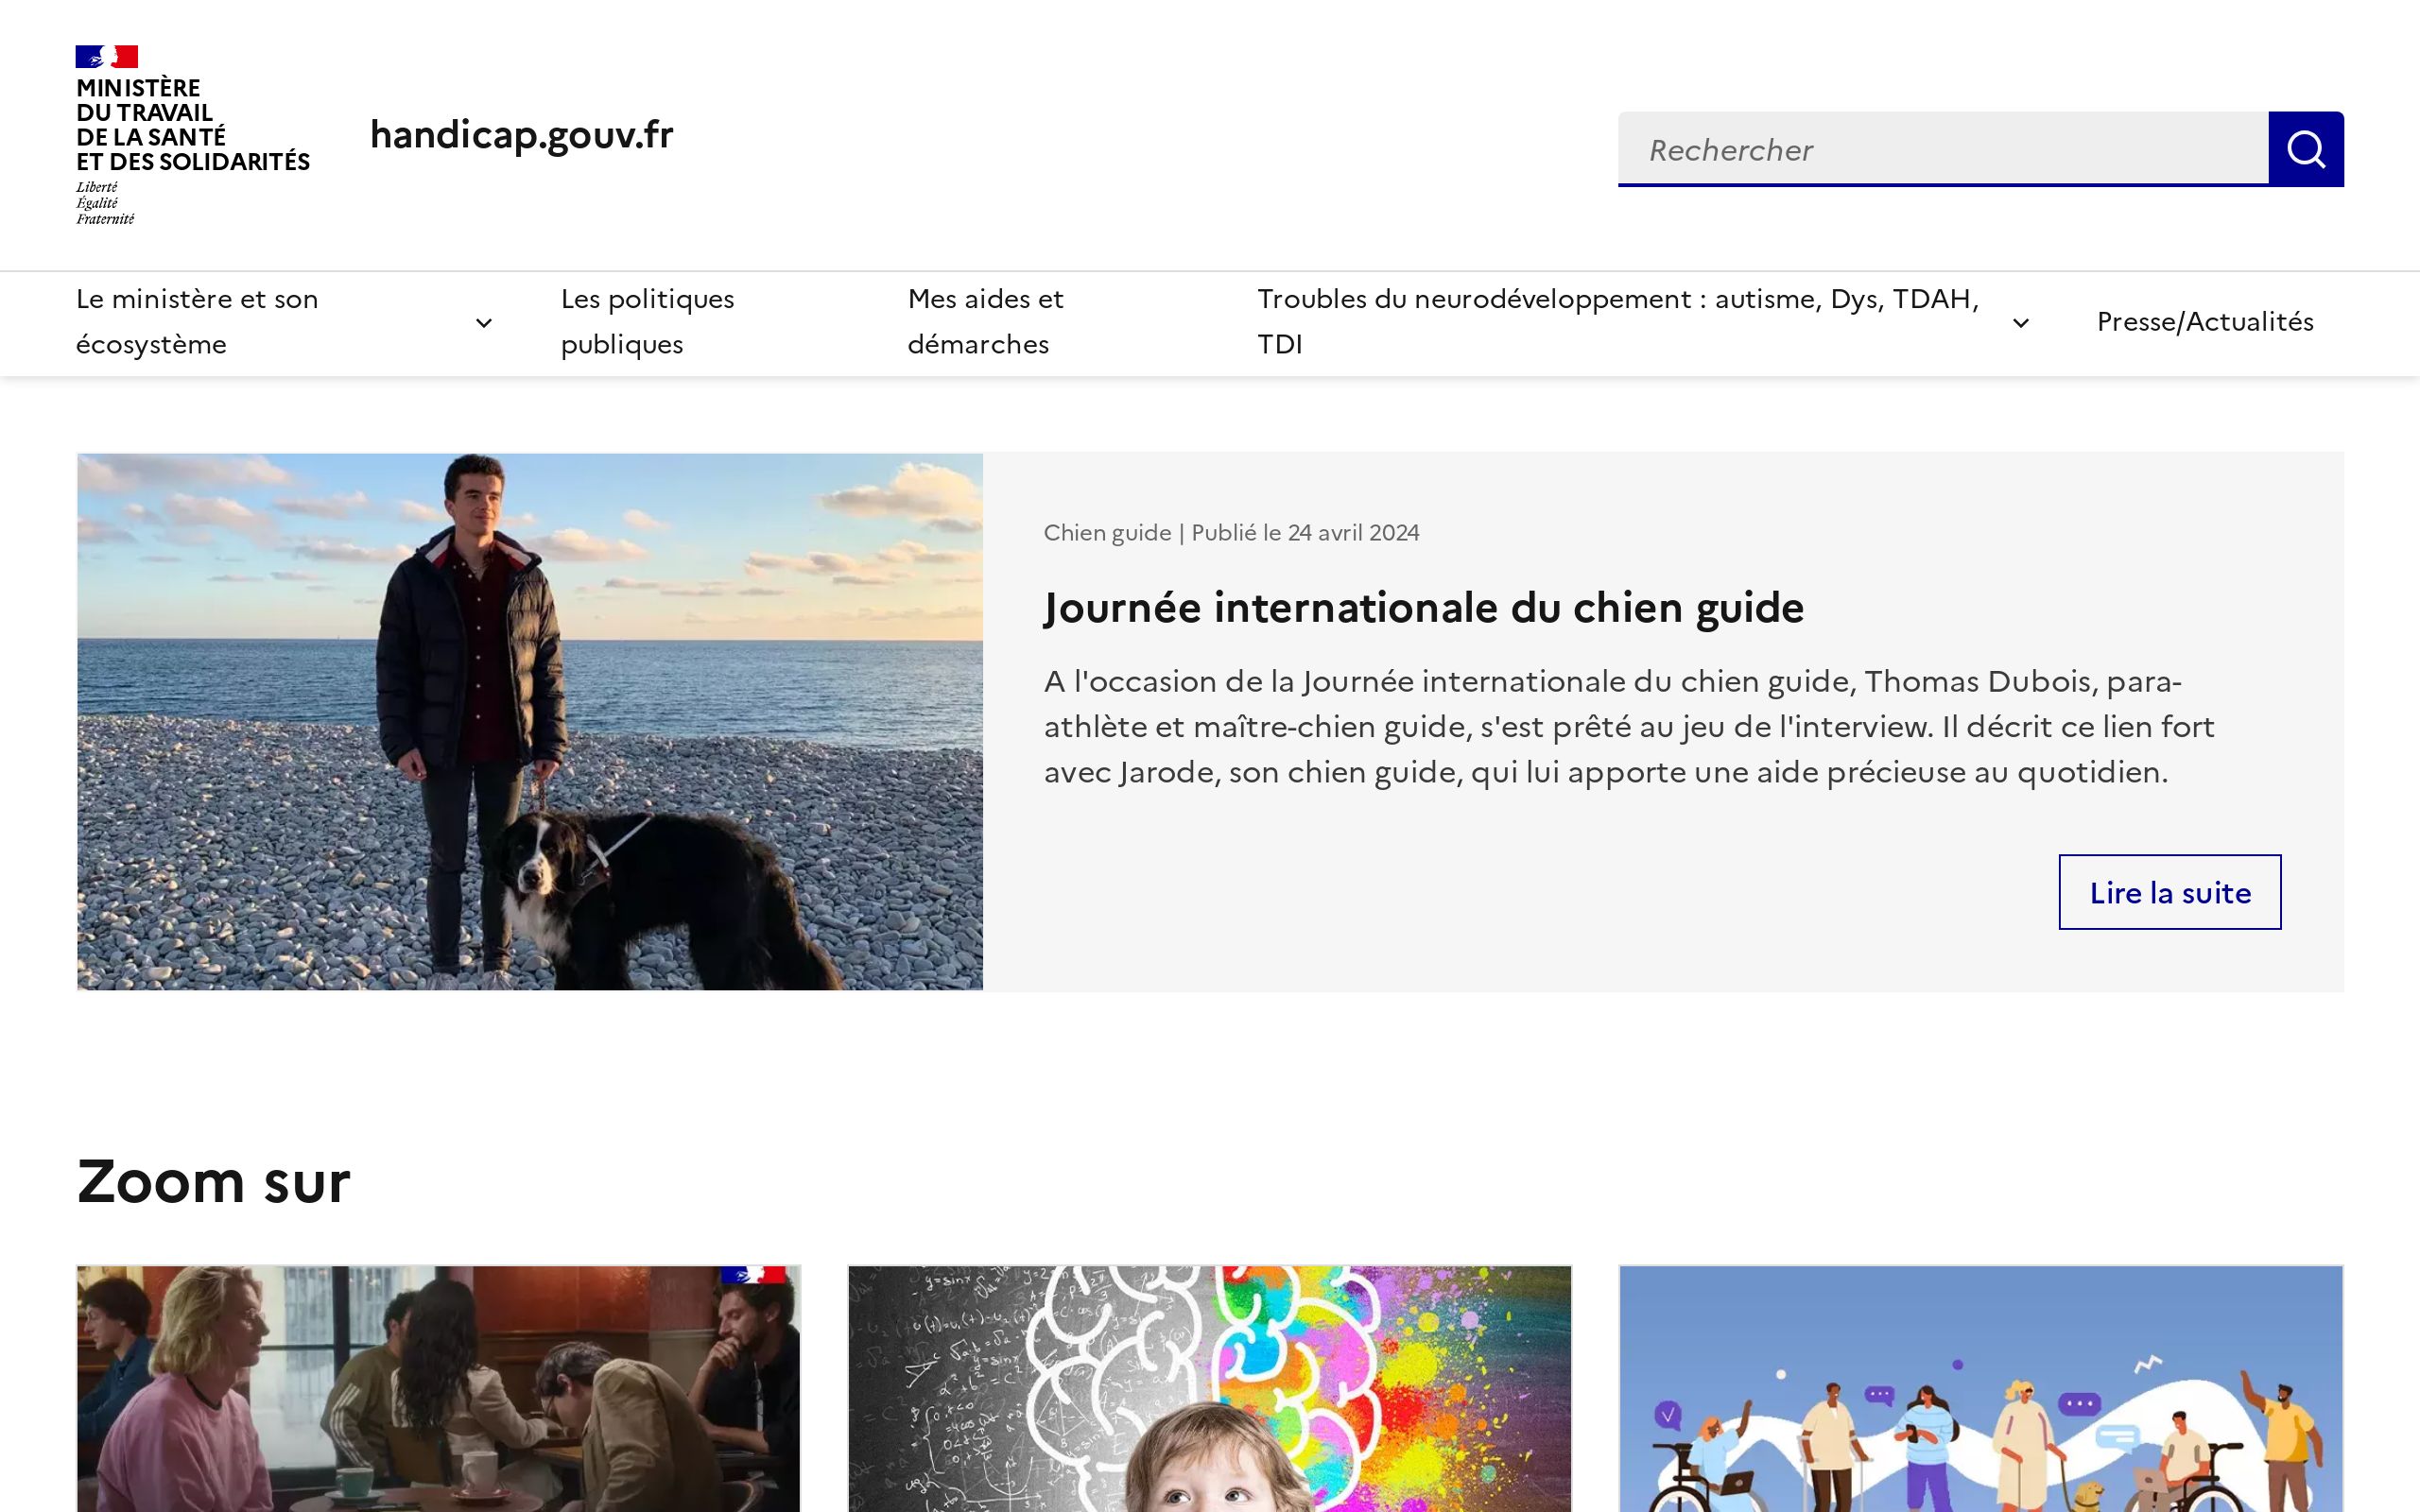 MINISTÈRE
DU TRAVAIL
DE LA SANTÉ
ET DES SOLIDARITÉS
Liberté
Égalité
Fraternité
handicap.gouv.fr
Rechercher
Le ministère et son
écosystème
Les politiques
publiques
Mes aides et
démarches
Troubles du neurodéveloppement : autisme, Dys, TDAH,
TDI
Presse/Actualités
Chien guide | Publié le 24 avril 2024
Journée internationale du chien guide
A l'occasion de la Journée internationale du chien guide, Thomas Dubois, para-
athlète et maître-chien guide, s'est prêté au jeu de l'interview. Il décrit ce lien fort
avec Jarode, son chien guide, qui lui apporte une aide précieuse au quotidien.
Lire la suite
Zoom sur